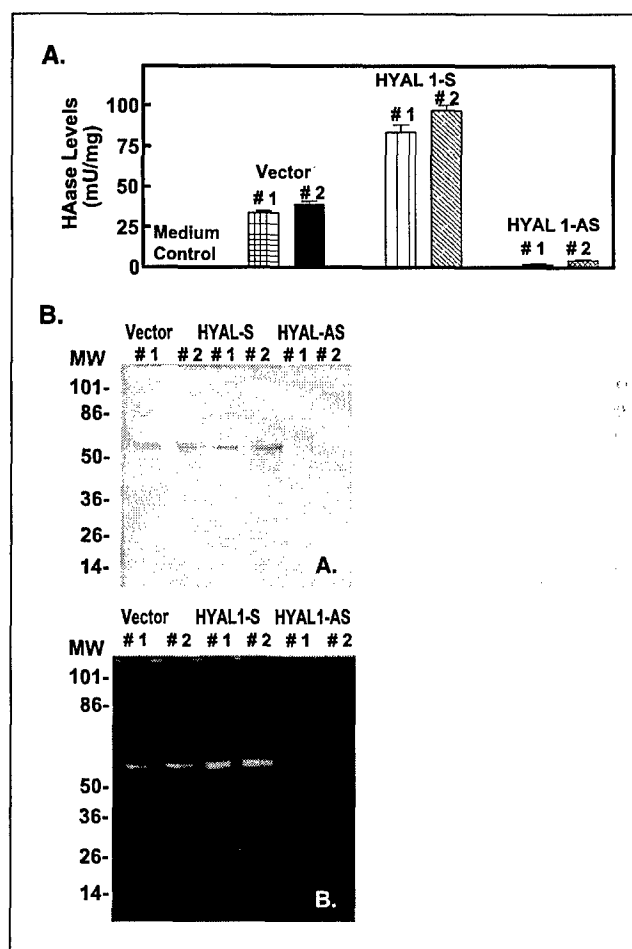 A.
HYAL 1-S
# 1 # 2
Vector
# 1 # 2
HYAL 1-AS
# 1 # 2
HAase Levels
(mU/mg)
100
75
50
25
0
Medium
Control
B.
Vector HYAL-S HYAL-AS
MW # 1 # 2 # 1 # 2 # 1 # 2
101-
86-
50-
36-
26-
14-
A.
Vector HYAL1-S HYAL1-AS
MW # 1 # 2 # 1 # 2 # 1 # 2
101-
86-
50-
36-
26-
14-
B.